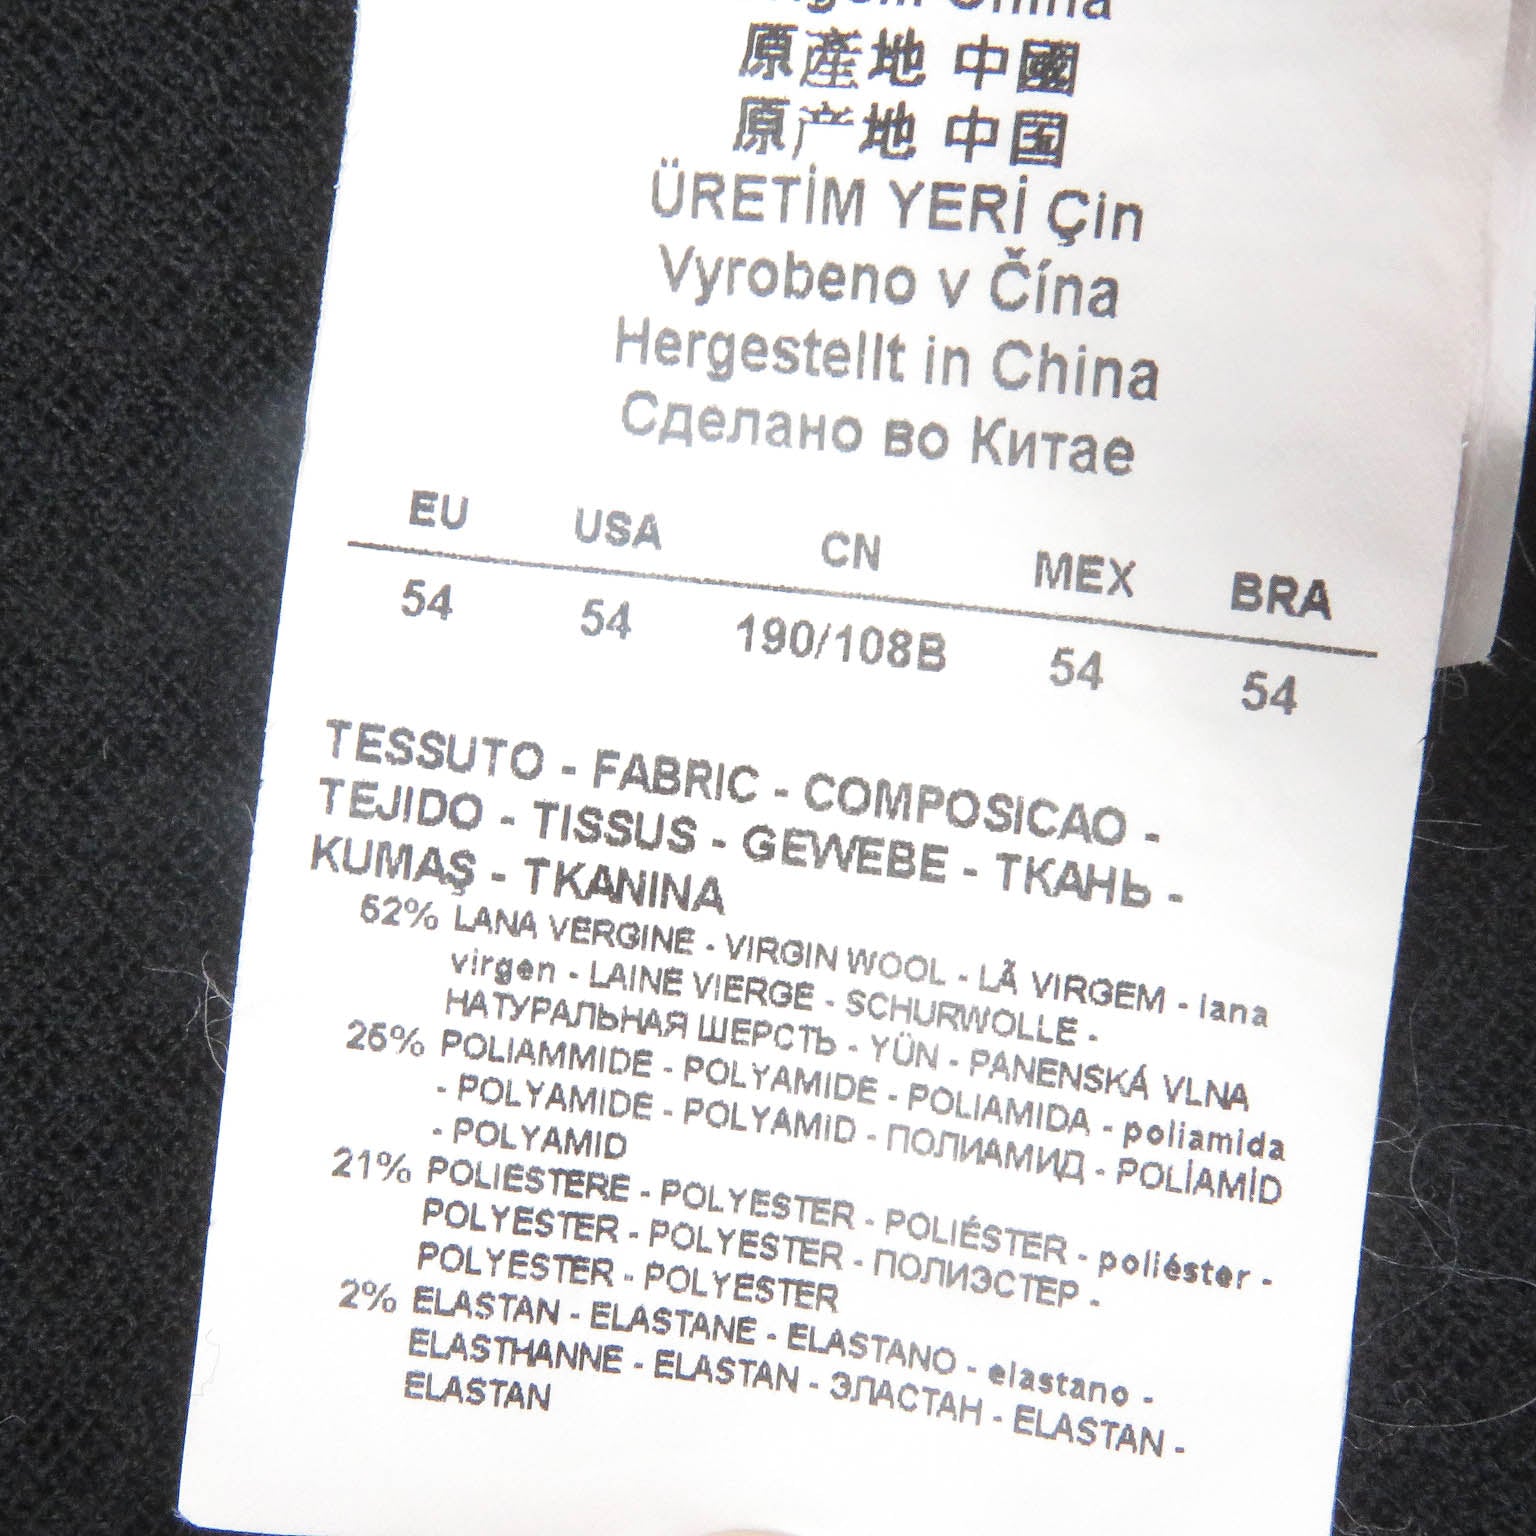 China
原產地 中國
原产地 中国
ÜRETİM YERİ Çin
Vyrobeno v Čína
Hergestellt in China
Сделано во Китае
EU USA CN MEX BRA
54 54 190/108B 54 54
TESSUTO - FABRIC - COMPOSICAO -
TEJIDO - TISSUS - GEWEBE - ТКАНЬ -
KUMAŞ - TKANINA
52% LANA VERGINE - VIRGIN WOOL - LÃ VIRGEM - lana
virgen - LAINE VIERGE - SCHURWOLLE -
НАТУРАЛЬНАЯ ШЕРСТЬ - YÜN - PANENSKÁ VLNA
25% POLIAMMIDE - POLYAMIDE - POLIAMIDA - poliamida
- POLYAMIDE - POLYAMID - ПОЛИАМИД - POLİAMİD
- POLYAMID
21% POLIESTERE - POLYESTER - POLIÉSTER - poliéster -
POLYESTER - POLYESTER - ПОЛИЭСТЕР -
POLYESTER - POLYESTER
2% ELASTAN - ELASTANE - ELASTANO - elastano -
ELASTHANNE - ELASTAN - ЭЛАСТАН - ELASTAN -
ELASTAN